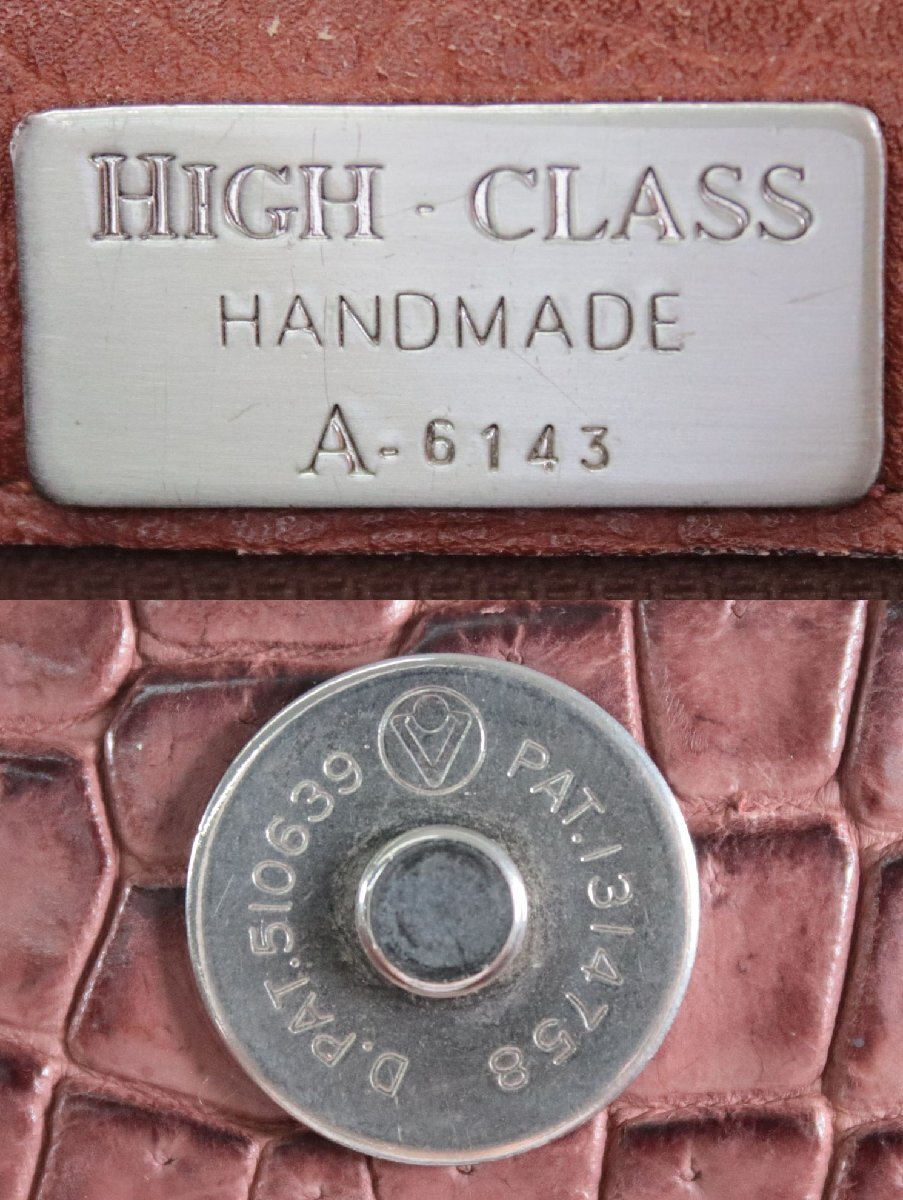 HIGH - CLASS
HANDMADE
A-6143
PAT. 1314758
D.PAT. 510639